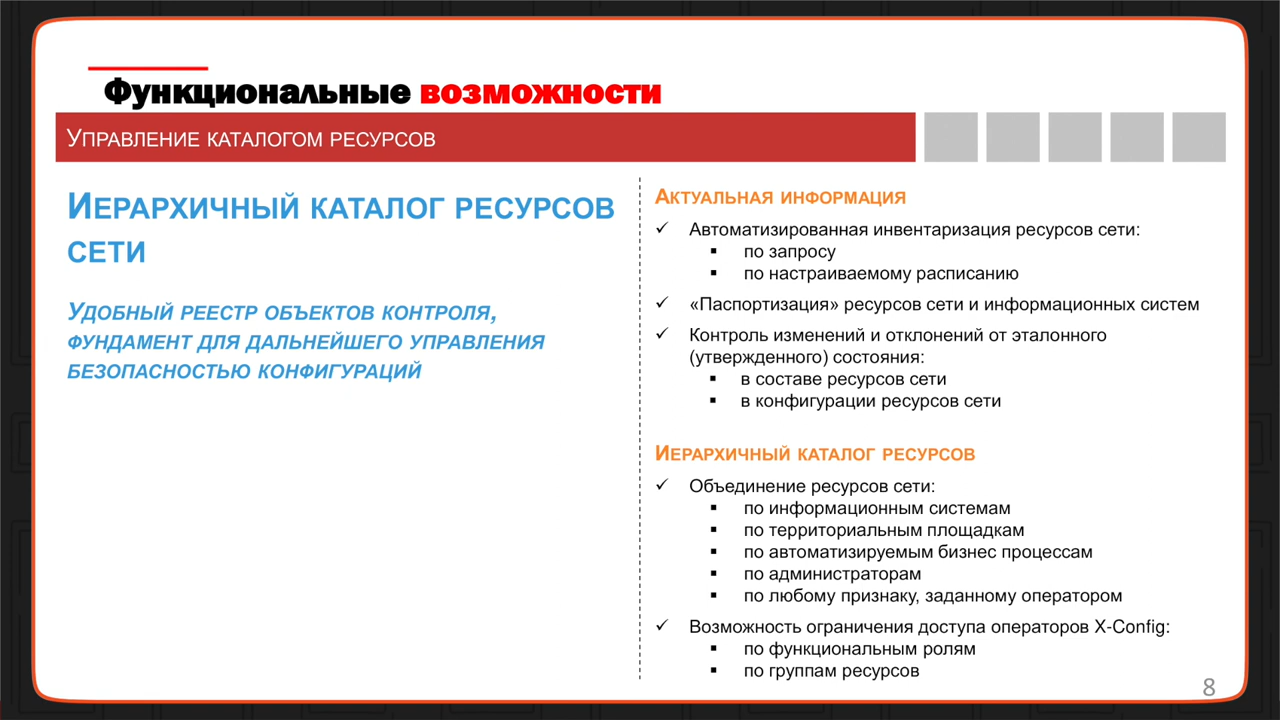 Функциональные возможности
Управление каталогом ресурсов
Иерархичный каталог ресурсов
сети
Удобный реестр объектов контроля,
фундамент для дальнейшего управления
безопасностью конфигураций
Актуальная информация
✓ Автоматизированная инвентаризация ресурсов сети:
▪ по запросу
▪ по настраиваемому расписанию
✓ «Паспортизация» ресурсов сети и информационных систем
✓ Контроль изменений и отклонений от эталонного
(утвержденного) состояния:
▪ в составе ресурсов сети
▪ в конфигурации ресурсов сети
Иерархичный каталог ресурсов
✓ Объединение ресурсов сети:
▪ по информационным системам
▪ по территориальным площадкам
▪ по автоматизируемым бизнес процессам
▪ по администраторам
▪ по любому признаку, заданному оператором
✓ Возможность ограничения доступа операторов X-Config:
▪ по функциональным ролям
▪ по группам ресурсов
8